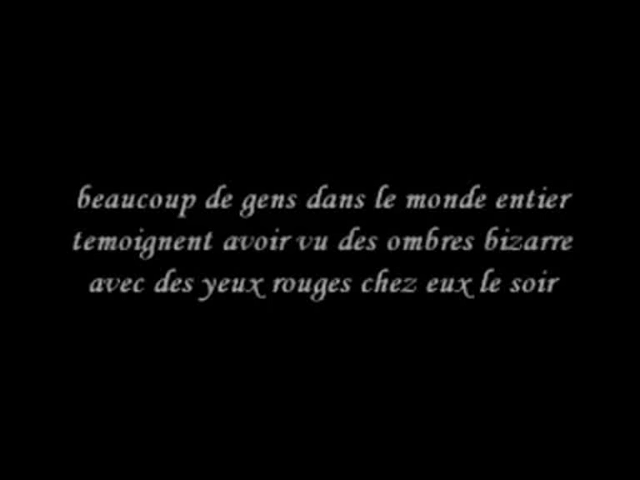 beaucoup de gens dans le monde entier
temoignent avoir vu des ombres bizarre
avec des yeux rouges chez eux le soir